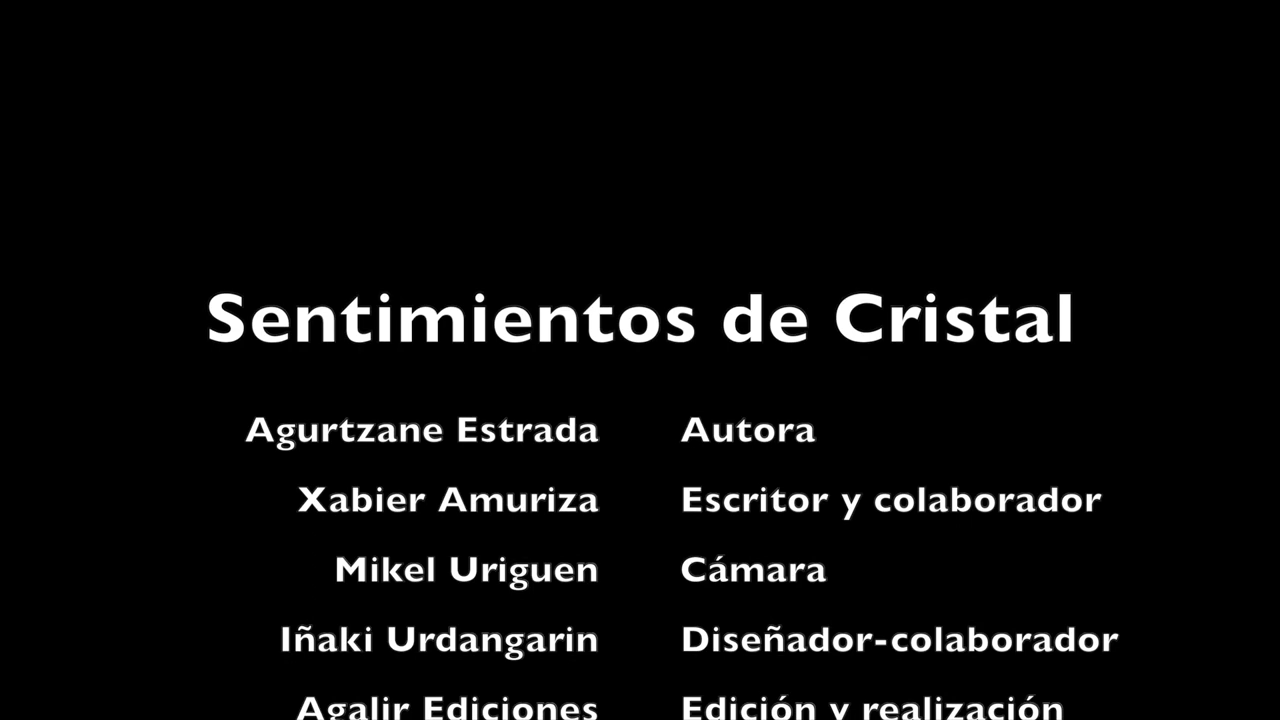 Sentimientos de Cristal
Agurtzane Estrada Autora
Xabier Amuriza Escritor y colaborador
Mikel Uriguen Cámara
Iñaki Urdangarin Diseñador-colaborador
Agalir Ediciones Edición y realización